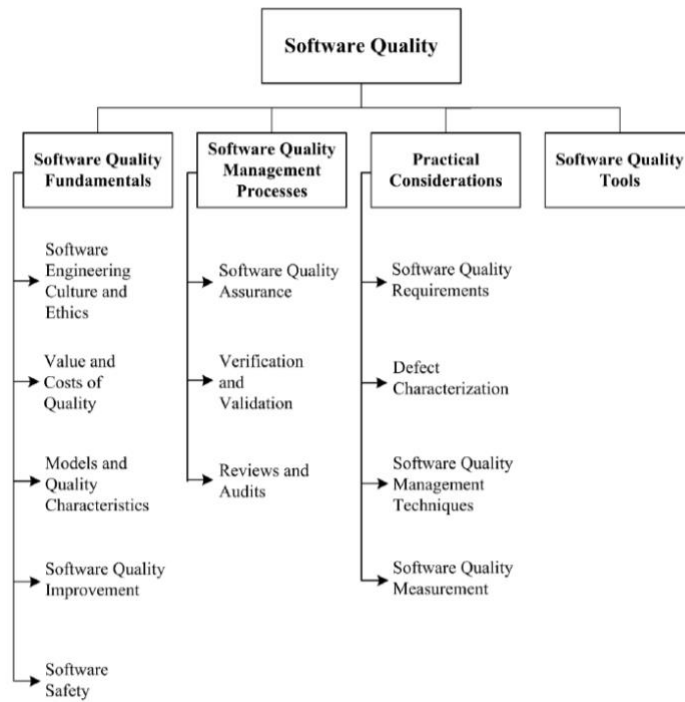 Software Quality
Software Quality
Fundamentals
Software
Engineering
Culture and
Ethics
Value and
Costs of
Quality
Models and
Quality
Characteristics
Software Quality
Improvement
Software
Safety
Software Quality
Management
Processes
Software Quality
Assurance
Verification
and
Validation
Reviews and
Audits
Practical
Considerations
Software Quality
Requirements
Defect
Characterization
Software Quality
Management
Techniques
Software Quality
Measurement
Software Quality
Tools